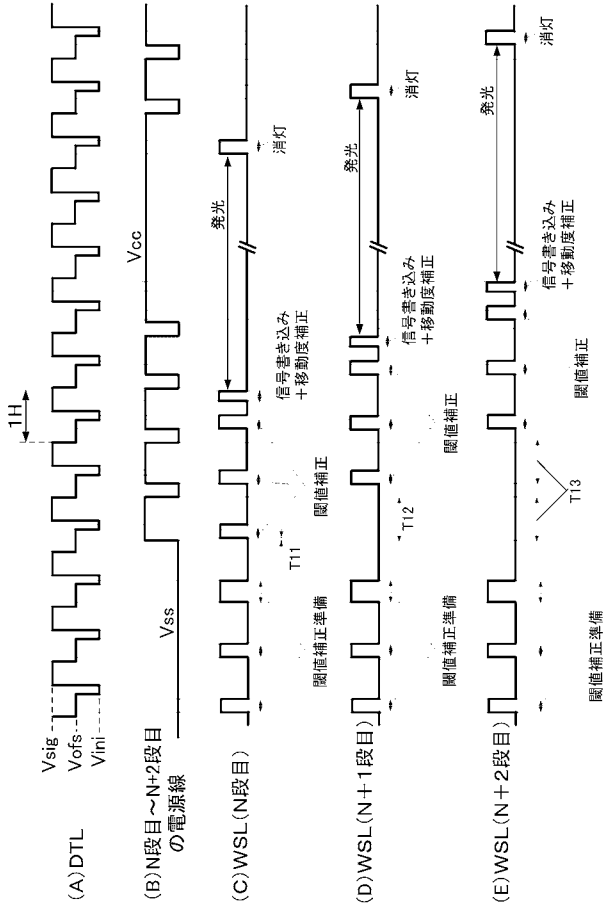 1H
Vsig
Vofs
Vini
(A)DTL
Vcc
Vss
(B)N段目～N+2段目
の電源線
発光
消灯
信号書き込み
＋移動度補正
閾値補正
T11
閾値補正準備
(C)WSL(N段目)
発光
消灯
信号書き込み
＋移動度補正
閾値補正
T12
閾値補正準備
(D)WSL(N＋1段目)
発光
消灯
信号書き込み
＋移動度補正
閾値補正
T13
閾値補正準備
(E)WSL(N＋2段目)